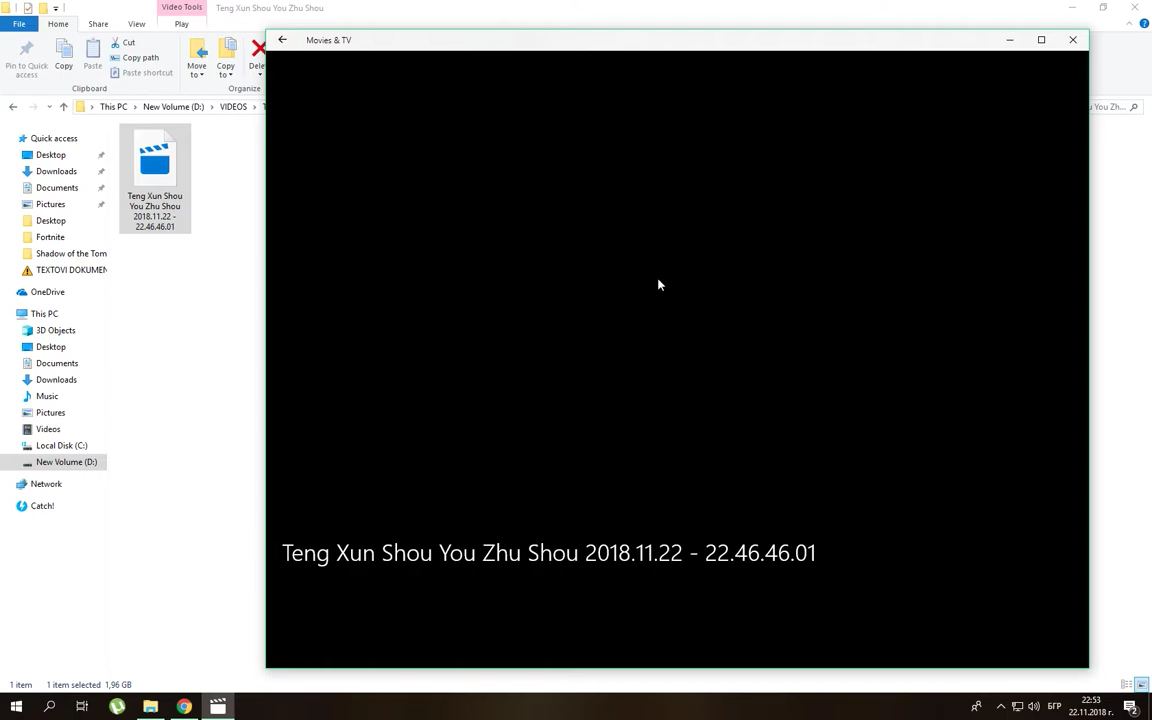 Video Tools
Teng Xun Shou You Zhu Shou
File
Home
Share
View
Play
Pin to Quick
access
Copy
Paste
Cut
Copy path
Paste shortcut
Clipboard
Move
to
Copy
to
Organize
Movies & TV
This PC
New Volume (D:)
VIDEOS
Quick access
Desktop
Downloads
Documents
Pictures
Desktop
Fortnite
Shadow of the Tom
TEXTOVI DOKUMEN
OneDrive
This PC
3D Objects
Desktop
Documents
Downloads
Music
Pictures
Videos
Local Disk (C:)
New Volume (D:)
Network
Catch!
Teng Xun Shou
You Zhu Shou
2018.11.22 -
22.46.46.01
Teng Xun Shou You Zhu Shou 2018.11.22 - 22.46.46.01
1 item
1 item selected 1,96 GB
БГР
22:53
22.11.2018 г.
2